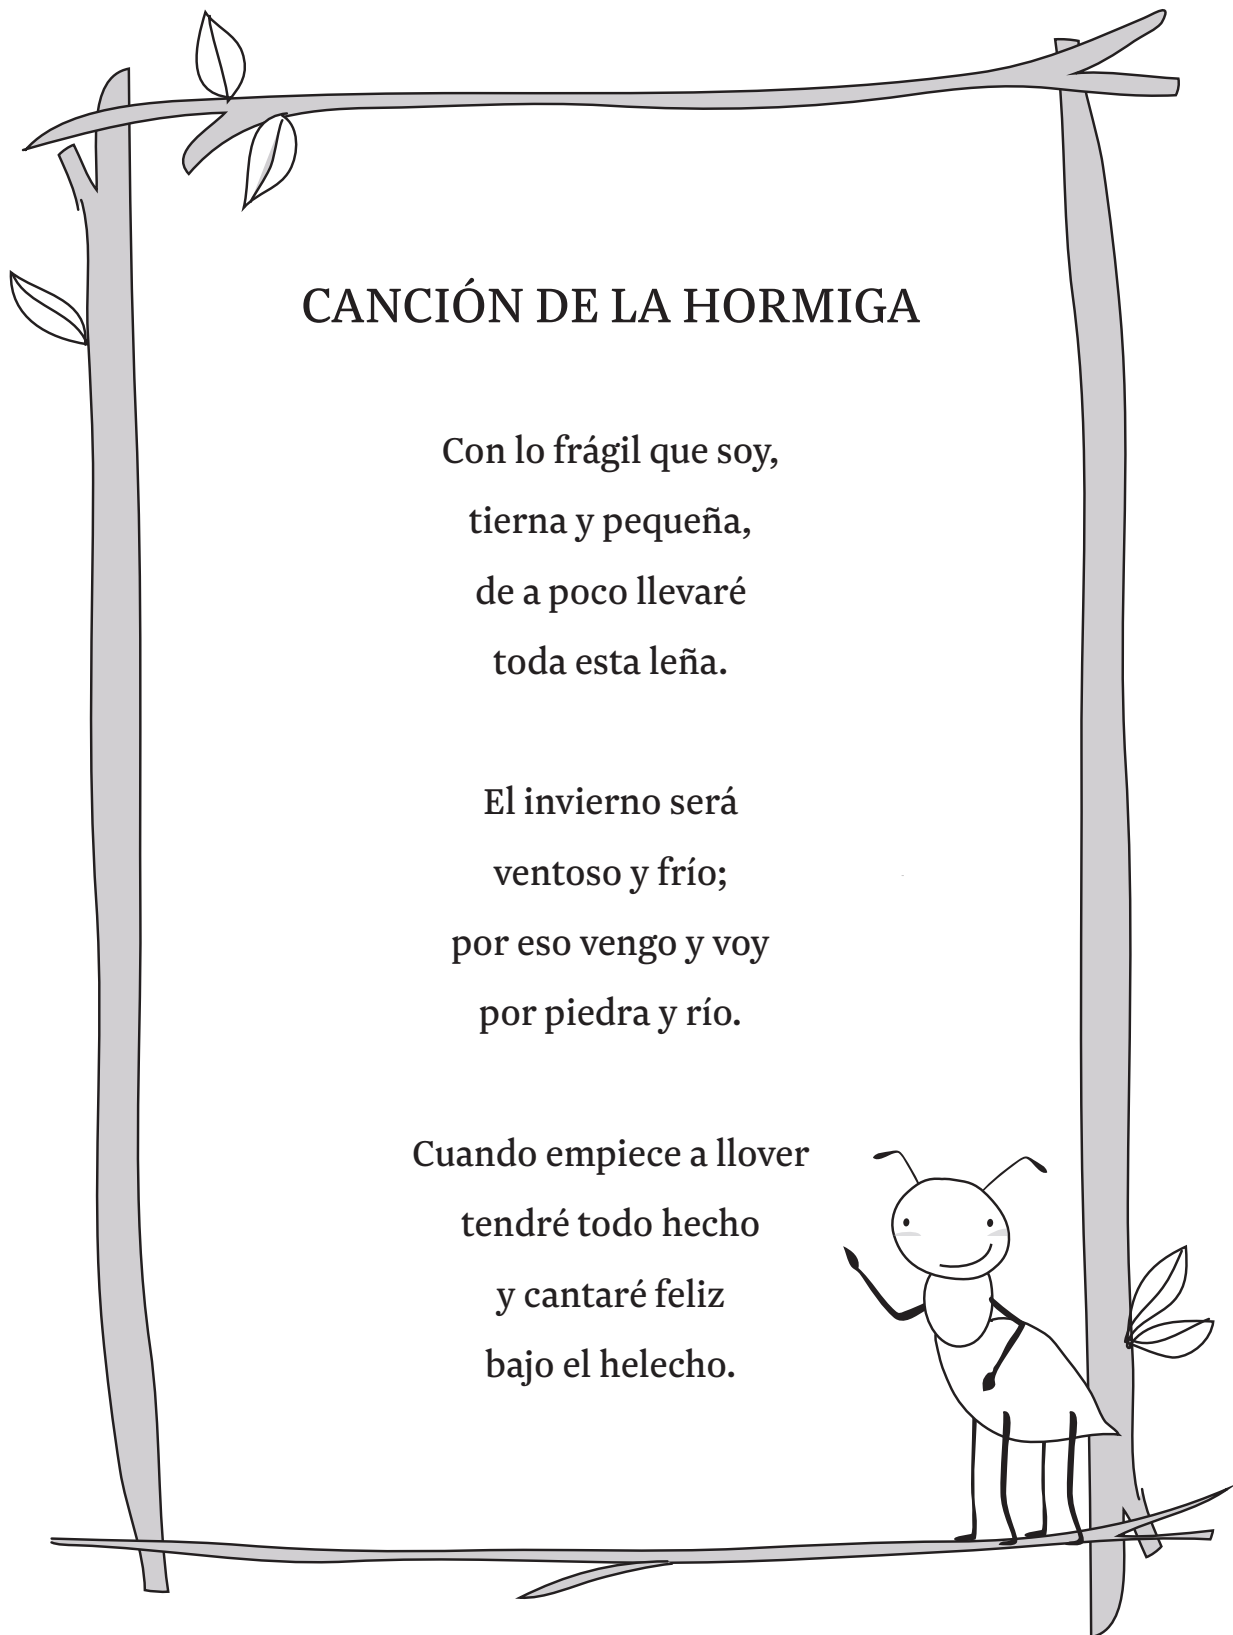 CANCIÓN DE LA HORMIGA
Con lo frágil que soy,
tierna y pequeña,
de a poco llevaré
toda esta leña.
El invierno será
ventoso y frío;
por eso vengo y voy
por piedra y río.
Cuando empiece a llover
tendré todo hecho
y cantaré feliz
bajo el helecho.